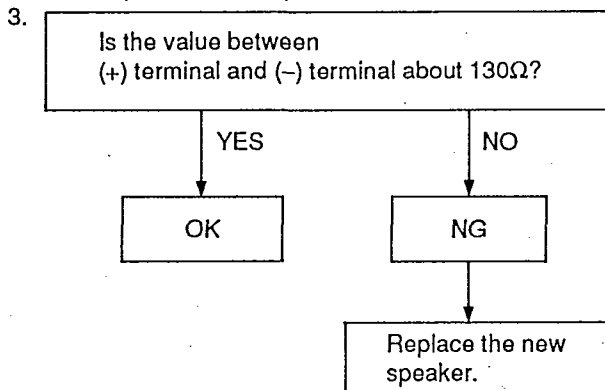 3.
Is the value between
(+) terminal and (–) terminal about 130Ω?
YES
NO
OK
NG
Replace the new
speaker.